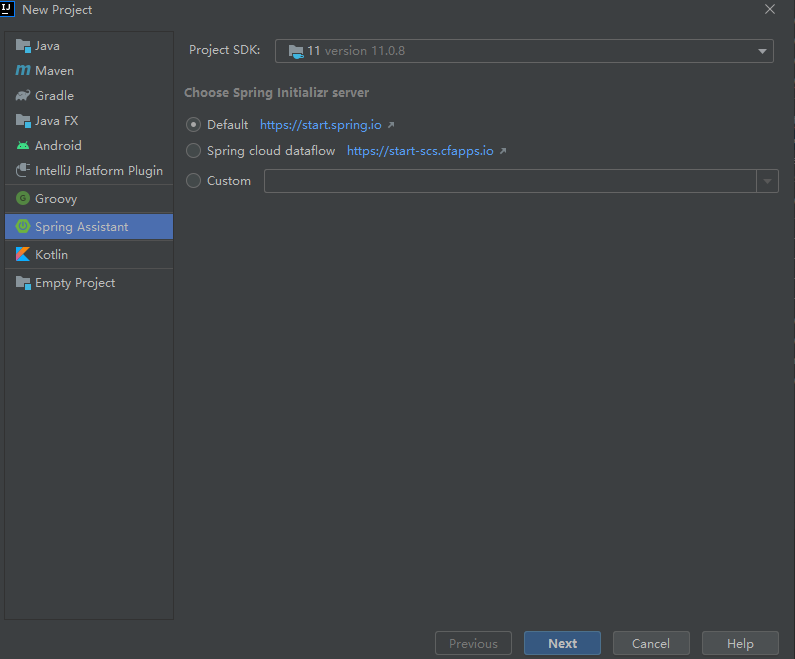 New Project
Java
Maven
Gradle
Java FX
Android
IntelliJ Platform Plugin
Groovy
Spring Assistant
Kotlin
Empty Project
Project SDK: 11 version 11.0.8
Choose Spring Initializr server
Default https://start.spring.io
Spring cloud dataflow https://start-scs.cfapps.io
Custom
Previous Next Cancel Help